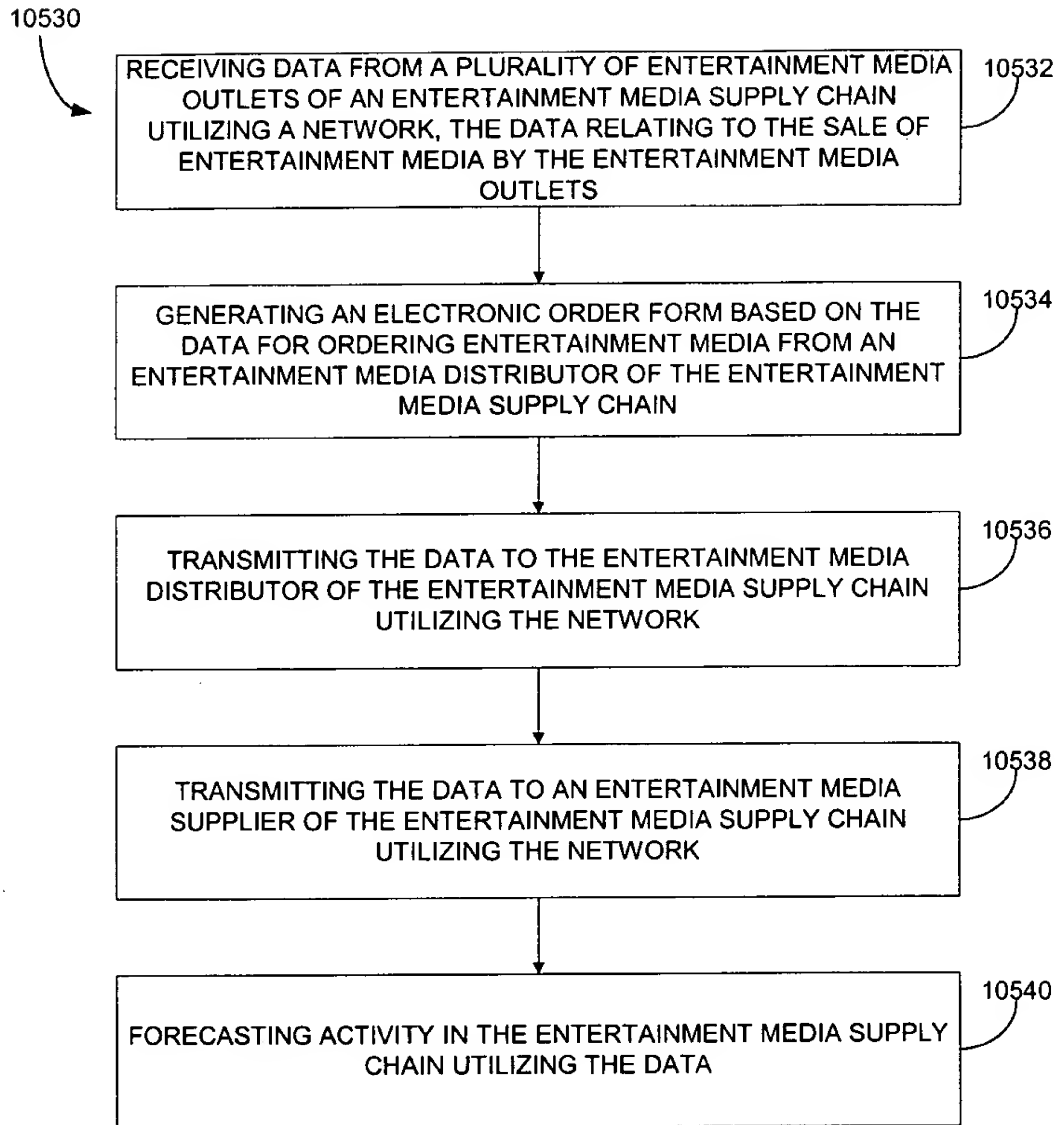 10530
RECEIVING DATA FROM A PLURALITY OF ENTERTAINMENT MEDIA
OUTLETS OF AN ENTERTAINMENT MEDIA SUPPLY CHAIN
UTILIZING A NETWORK, THE DATA RELATING TO THE SALE OF
ENTERTAINMENT MEDIA BY THE ENTERTAINMENT MEDIA
OUTLETS
10532
GENERATING AN ELECTRONIC ORDER FORM BASED ON THE
DATA FOR ORDERING ENTERTAINMENT MEDIA FROM AN
ENTERTAINMENT MEDIA DISTRIBUTOR OF THE ENTERTAINMENT
MEDIA SUPPLY CHAIN
10534
TRANSMITTING THE DATA TO THE ENTERTAINMENT MEDIA
DISTRIBUTOR OF THE ENTERTAINMENT MEDIA SUPPLY CHAIN
UTILIZING THE NETWORK
10536
TRANSMITTING THE DATA TO AN ENTERTAINMENT MEDIA
SUPPLIER OF THE ENTERTAINMENT MEDIA SUPPLY CHAIN
UTILIZING THE NETWORK
10538
FORECASTING ACTIVITY IN THE ENTERTAINMENT MEDIA SUPPLY
CHAIN UTILIZING THE DATA
10540